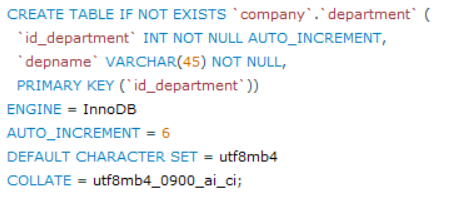 CREATE TABLE IF NOT EXISTS `company`.`department` (
`id_department` INT NOT NULL AUTO_INCREMENT,
`depname` VARCHAR(45) NOT NULL,
PRIMARY KEY (`id_department`))
ENGINE = InnoDB
AUTO_INCREMENT = 6
DEFAULT CHARACTER SET = utf8mb4
COLLATE = utf8mb4_0900_ai_ci;